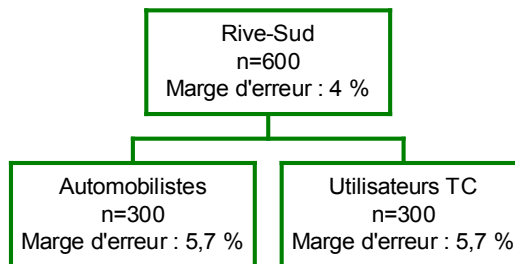 Rive-Sud
n=600
Marge d'erreur : 4 %
Automobilistes
n=300
Marge d'erreur : 5,7 %
Utilisateurs TC
n=300
Marge d'erreur : 5,7 %